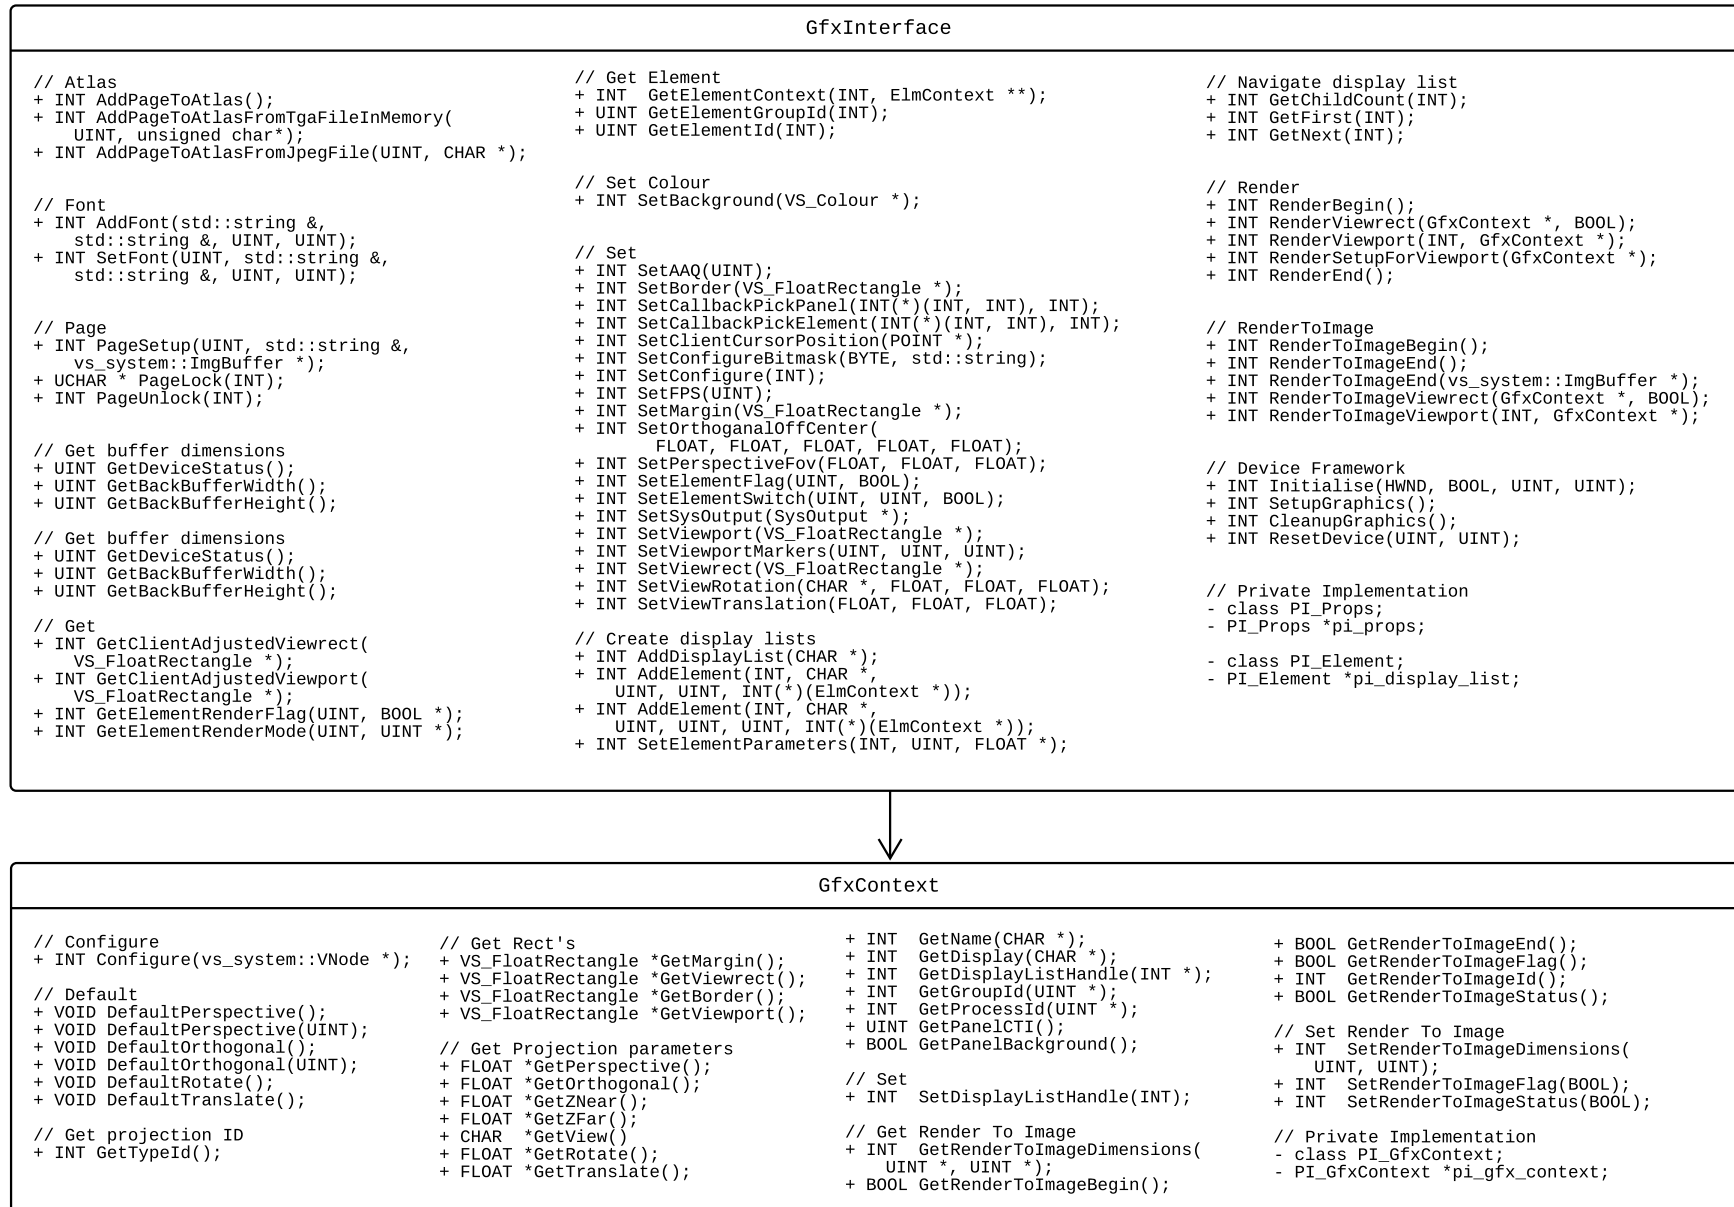 GfxInterface
// Atlas
+ INT AddPageToAtlas();
+ INT AddPageToAtlasFromTgaFileInMemory(
UINT, unsigned char*);
+ INT AddPageToAtlasFromJpegFile(UINT, CHAR *);
// Font
+ INT AddFont(std::string &,
std::string &, UINT, UINT);
+ INT SetFont(UINT, std::string &,
std::string &, UINT, UINT);
// Page
+ INT PageSetup(UINT, std::string &,
vs_system::ImgBuffer *);
+ UCHAR * PageLock(INT);
+ INT PageUnlock(INT);
// Get buffer dimensions
+ UINT GetDeviceStatus();
+ UINT GetBackBufferWidth();
+ UINT GetBackBufferHeight();
// Get buffer dimensions
+ UINT GetDeviceStatus();
+ UINT GetBackBufferWidth();
+ UINT GetBackBufferHeight();
// Get
+ INT GetClientAdjustedViewrect(
VS_FloatRectangle *);
+ INT GetClientAdjustedViewport(
VS_FloatRectangle *);
+ INT GetElementRenderFlag(UINT, BOOL *);
+ INT GetElementRenderMode(UINT, UINT *);
// Get Element
+ INT  GetElementContext(INT, ElmContext **);
+ UINT GetElementGroupId(INT);
+ UINT GetElementId(INT);
// Set Colour
+ INT SetBackground(VS_Colour *);
// Set
+ INT SetAAQ(UINT);
+ INT SetBorder(VS_FloatRectangle *);
+ INT SetCallbackPickPanel(INT(*)(INT, INT), INT);
+ INT SetCallbackPickElement(INT(*)(INT, INT), INT);
+ INT SetClientCursorPosition(POINT *);
+ INT SetConfigureBitmask(BYTE, std::string);
+ INT SetConfigure(INT);
+ INT SetFPS(UINT);
+ INT SetMargin(VS_FloatRectangle *);
+ INT SetOrthoganalOffCenter(
FLOAT, FLOAT, FLOAT, FLOAT, FLOAT);
+ INT SetPerspectiveFov(FLOAT, FLOAT, FLOAT);
+ INT SetElementFlag(UINT, BOOL);
+ INT SetElementSwitch(UINT, UINT, BOOL);
+ INT SetSysOutput(SysOutput *);
+ INT SetViewport(VS_FloatRectangle *);
+ INT SetViewportMarkers(UINT, UINT, UINT);
+ INT SetViewrect(VS_FloatRectangle *);
+ INT SetViewRotation(CHAR *, FLOAT, FLOAT, FLOAT);
+ INT SetViewTranslation(FLOAT, FLOAT, FLOAT);
// Create display lists
+ INT AddDisplayList(CHAR *);
+ INT AddElement(INT, CHAR *,
UINT, UINT, INT(*)(ElmContext *));
+ INT AddElement(INT, CHAR *,
UINT, UINT, UINT, INT(*)(ElmContext *));
+ INT SetElementParameters(INT, UINT, FLOAT *);
// Navigate display list
+ INT GetChildCount(INT);
+ INT GetFirst(INT);
+ INT GetNext(INT);
// Render
+ INT RenderBegin();
+ INT RenderViewrect(GfxContext *, BOOL);
+ INT RenderViewport(INT, GfxContext *);
+ INT RenderSetupForViewport(GfxContext *);
+ INT RenderEnd();
// RenderToImage
+ INT RenderToImageBegin();
+ INT RenderToImageEnd();
+ INT RenderToImageEnd(vs_system::ImgBuffer *);
+ INT RenderToImageViewrect(GfxContext *, BOOL);
+ INT RenderToImageViewport(INT, GfxContext *);
// Device Framework
+ INT Initialise(HWND, BOOL, UINT, UINT);
+ INT SetupGraphics();
+ INT CleanupGraphics();
+ INT ResetDevice(UINT, UINT);
// Private Implementation
- class PI_Props;
- PI_Props *pi_props;
- class PI_Element;
- PI_Element *pi_display_list;
GfxContext
// Configure
+ INT Configure(vs_system::VNode *);
// Default
+ VOID DefaultPerspective();
+ VOID DefaultPerspective(UINT);
+ VOID DefaultOrthogonal();
+ VOID DefaultOrthogonal(UINT);
+ VOID DefaultRotate();
+ VOID DefaultTranslate();
// Get projection ID
+ INT GetTypeId();
// Get Rect's
+ VS_FloatRectangle *GetMargin();
+ VS_FloatRectangle *GetViewrect();
+ VS_FloatRectangle *GetBorder();
+ VS_FloatRectangle *GetViewport();
// Get Projection parameters
+ FLOAT *GetPerspective();
+ FLOAT *GetOrthogonal();
+ FLOAT *GetZNear();
+ FLOAT *GetZFar();
+ CHAR  *GetView()
+ FLOAT *GetRotate();
+ FLOAT *GetTranslate();
+ INT  GetName(CHAR *);
+ INT  GetDisplay(CHAR *);
+ INT  GetDisplayListHandle(INT *);
+ INT  GetGroupId(UINT *);
+ INT  GetProcessId(UINT *);
+ UINT GetPanelCTI();
+ BOOL GetPanelBackground();
// Set
+ INT  SetDisplayListHandle(INT);
// Get Render To Image
+ INT  GetRenderToImageDimensions(
UINT *, UINT *);
+ BOOL GetRenderToImageBegin();
+ BOOL GetRenderToImageEnd();
+ BOOL GetRenderToImageFlag();
+ INT  GetRenderToImageId();
+ BOOL GetRenderToImageStatus();
// Set Render To Image
+ INT  SetRenderToImageDimensions(
UINT, UINT);
+ INT  SetRenderToImageFlag(BOOL);
+ INT  SetRenderToImageStatus(BOOL);
// Private Implementation
- class PI_GfxContext;
- PI_GfxContext *pi_gfx_context;